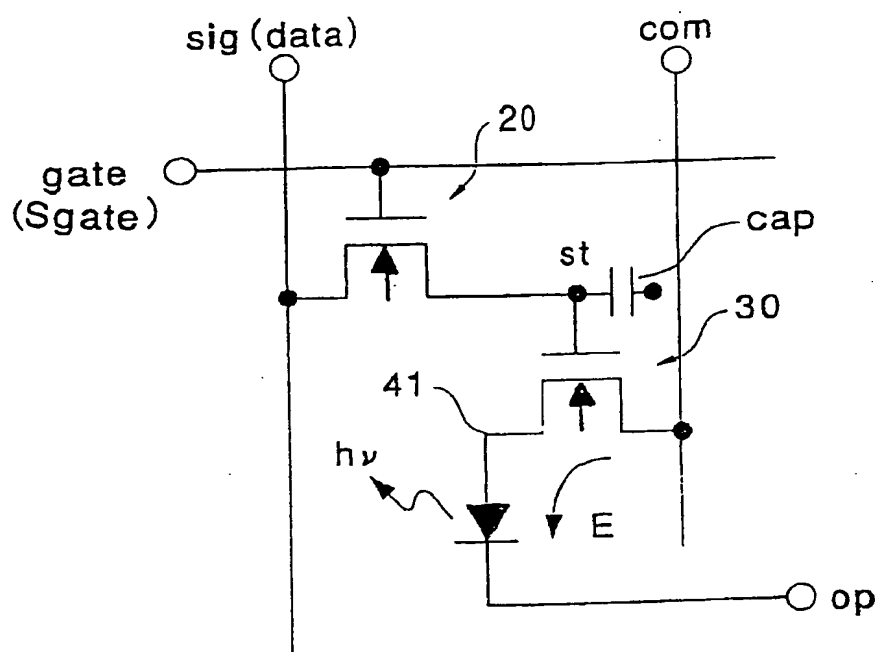 sig (data)
com
20
gate
(Sgate)
cap
st
30
41
hν
E
op